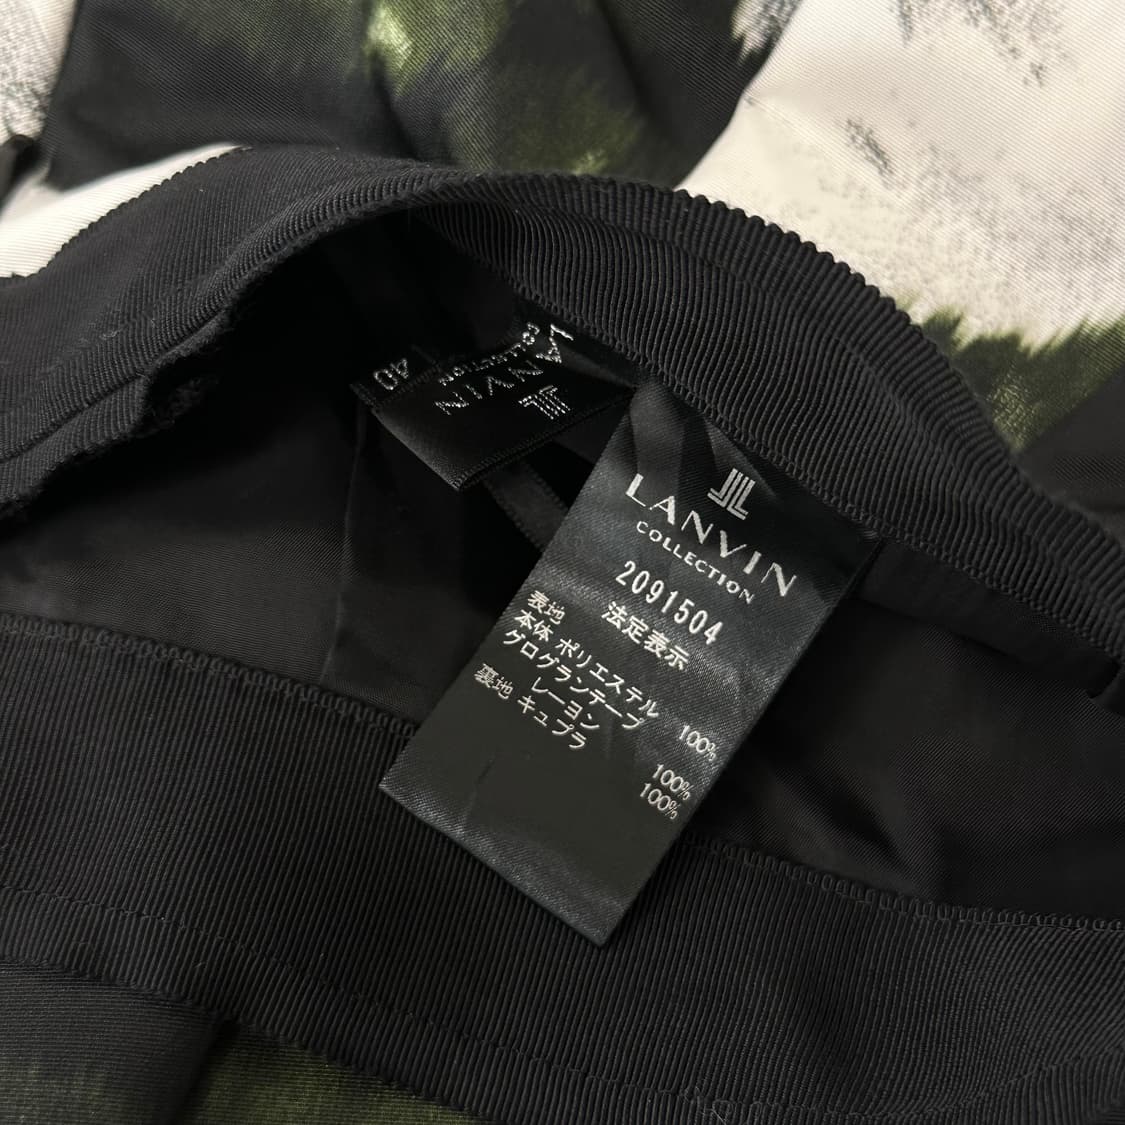 LANVIN
COLLECTION
40
LANVIN
COLLECTION
2091504
法定表示
表地
本体 ポリエステル 100%
グログランテープ
レーヨン 100%
裏地 キュプラ 100%